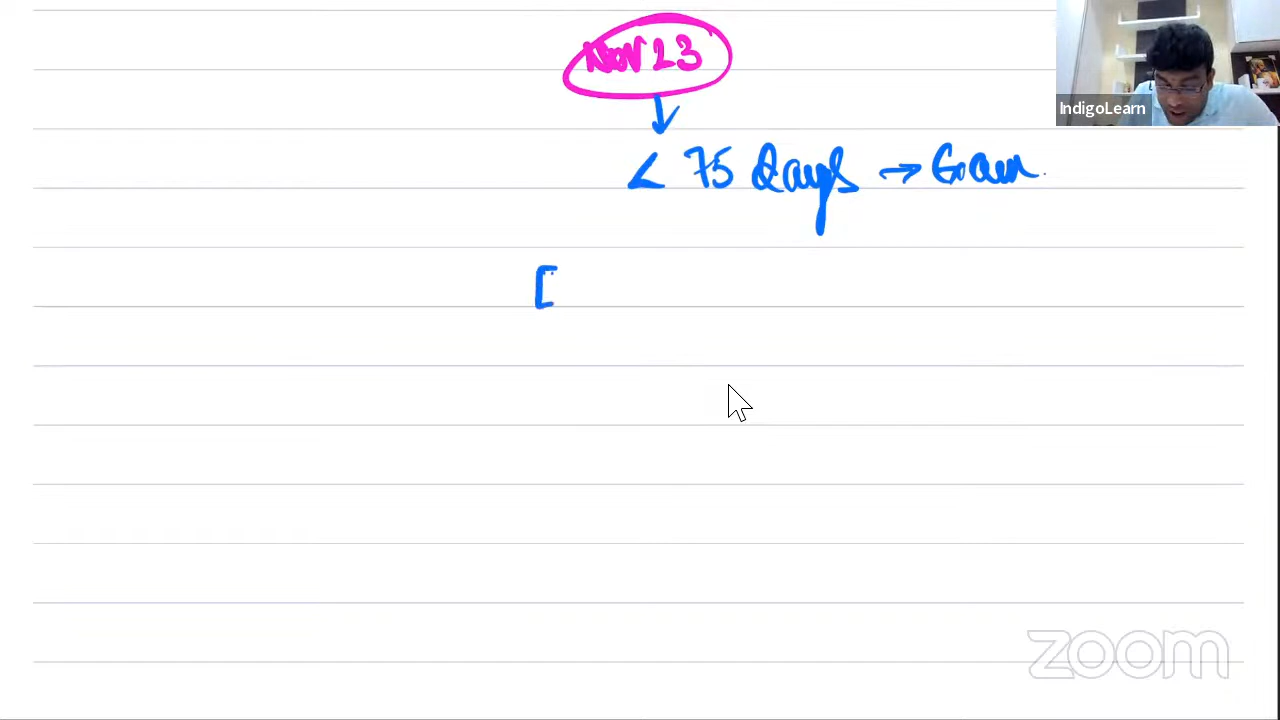 Nov 23
IndigoLearn
< 75 Days → Exam.
[
zoom